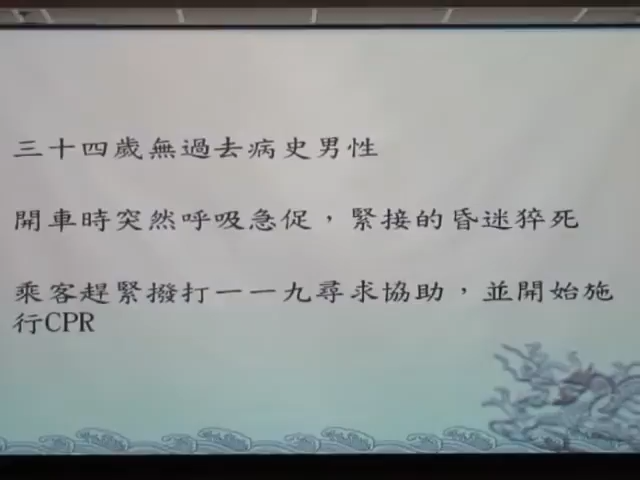 三十四歲無過去病史男性
開車時突然呼吸急促，緊接的昏迷猝死
乘客趕緊撥打一一九尋求協助，並開始施
行CPR